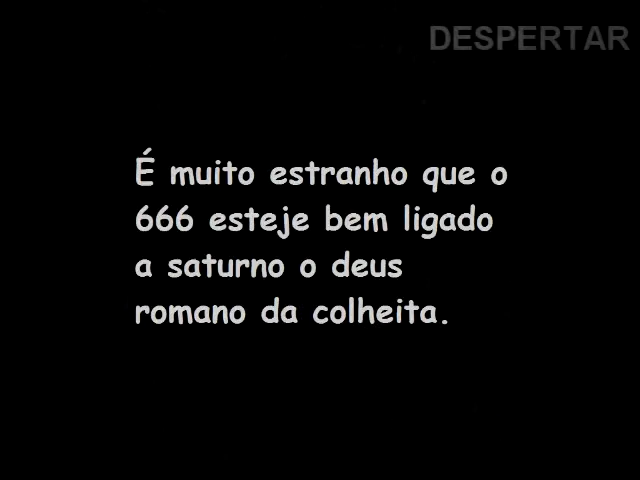 DESPERTAR
É muito estranho que o
666 esteje bem ligado
a saturno o deus
romano da colheita.